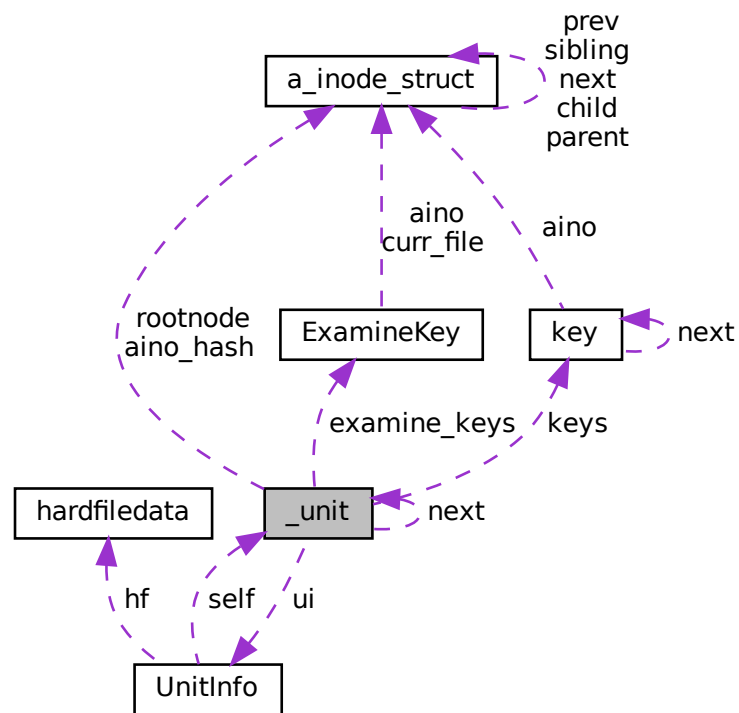 prev
sibling
next
child
parent
a_inode_struct
aino
curr_file
aino
rootnode
aino_hash
ExamineKey
key
next
examine_keys
keys
hardfiledata
_unit
next
hf
self
ui
UnitInfo